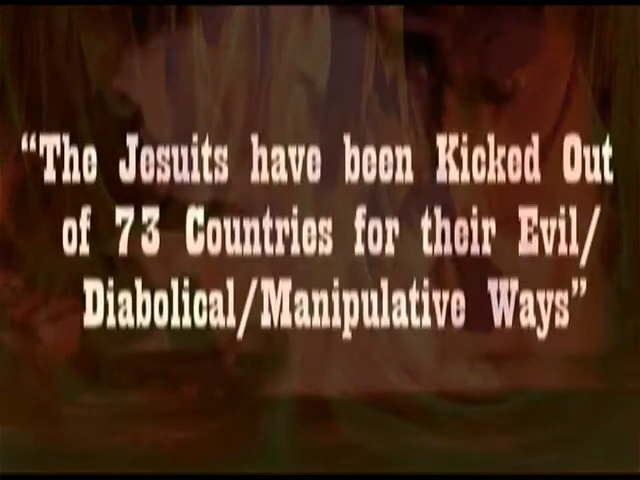 “The Jesuits have been Kicked Out
of 73 Countries for their Evil/
Diabolical/Manipulative Ways”